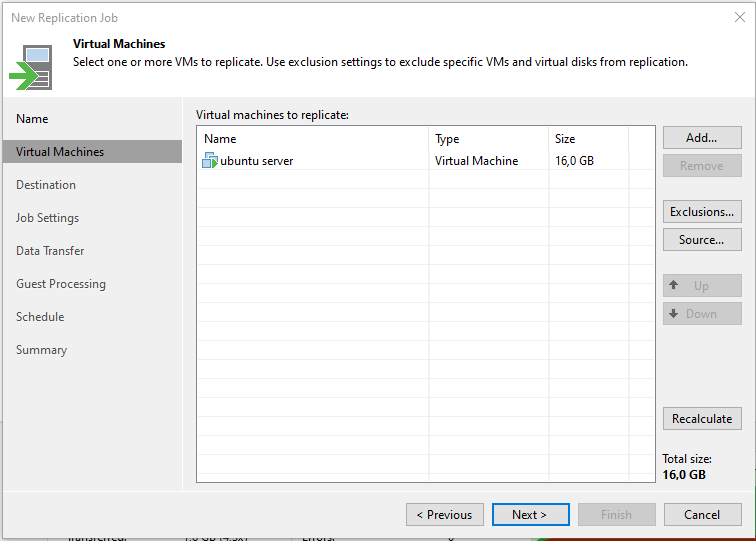 New Replication Job
Virtual Machines
Select one or more VMs to replicate. Use exclusion settings to exclude specific VMs and virtual disks from replication.
Name
Virtual Machines
Destination
Job Settings
Data Transfer
Guest Processing
Schedule
Summary
Virtual machines to replicate:
Name Type Size
ubuntu server Virtual Machine 16,0 GB
Add...
Remove
Exclusions...
Source...
Up
Down
Recalculate
Total size:
16,0 GB
< Previous Next > Finish Cancel